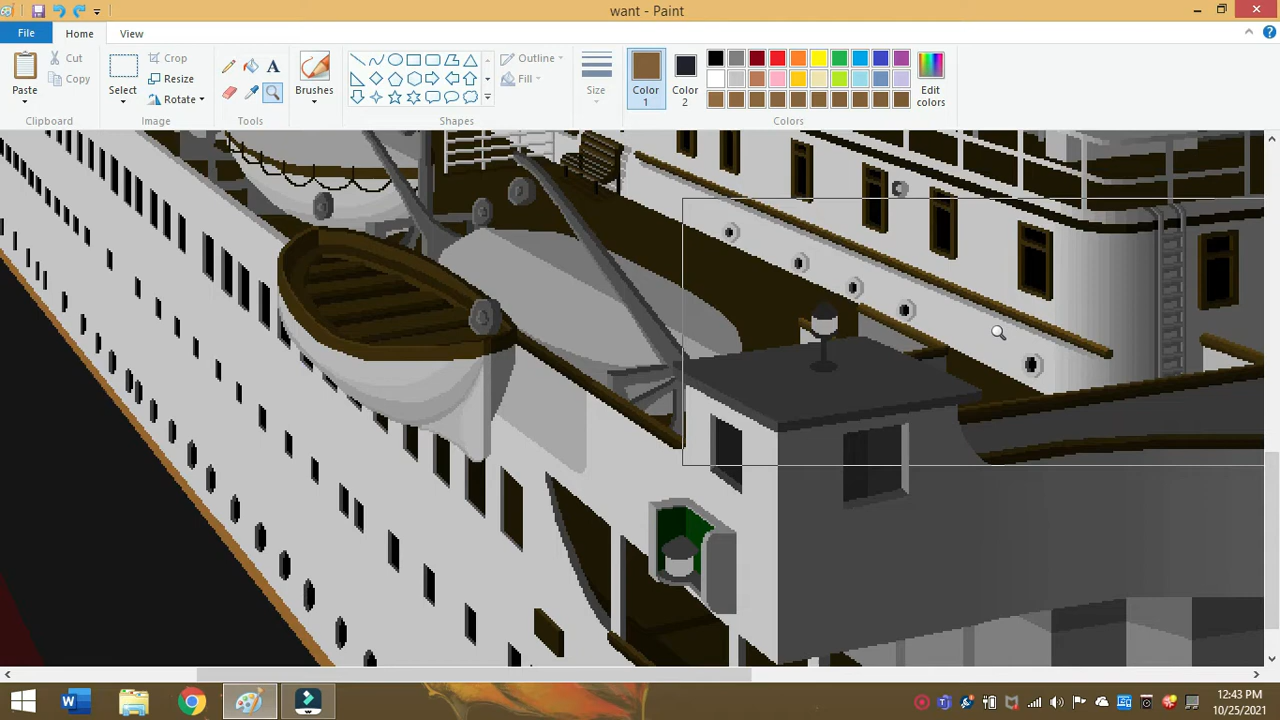 want - Paint
File
Home
View
Paste
Cut
Copy
Clipboard
Select
Crop
Resize
Rotate
Image
A
Tools
Brushes
Outline
Fill
Shapes
Size
Color 1
Color 2
Edit colors
Colors
12:43 PM
10/25/2021